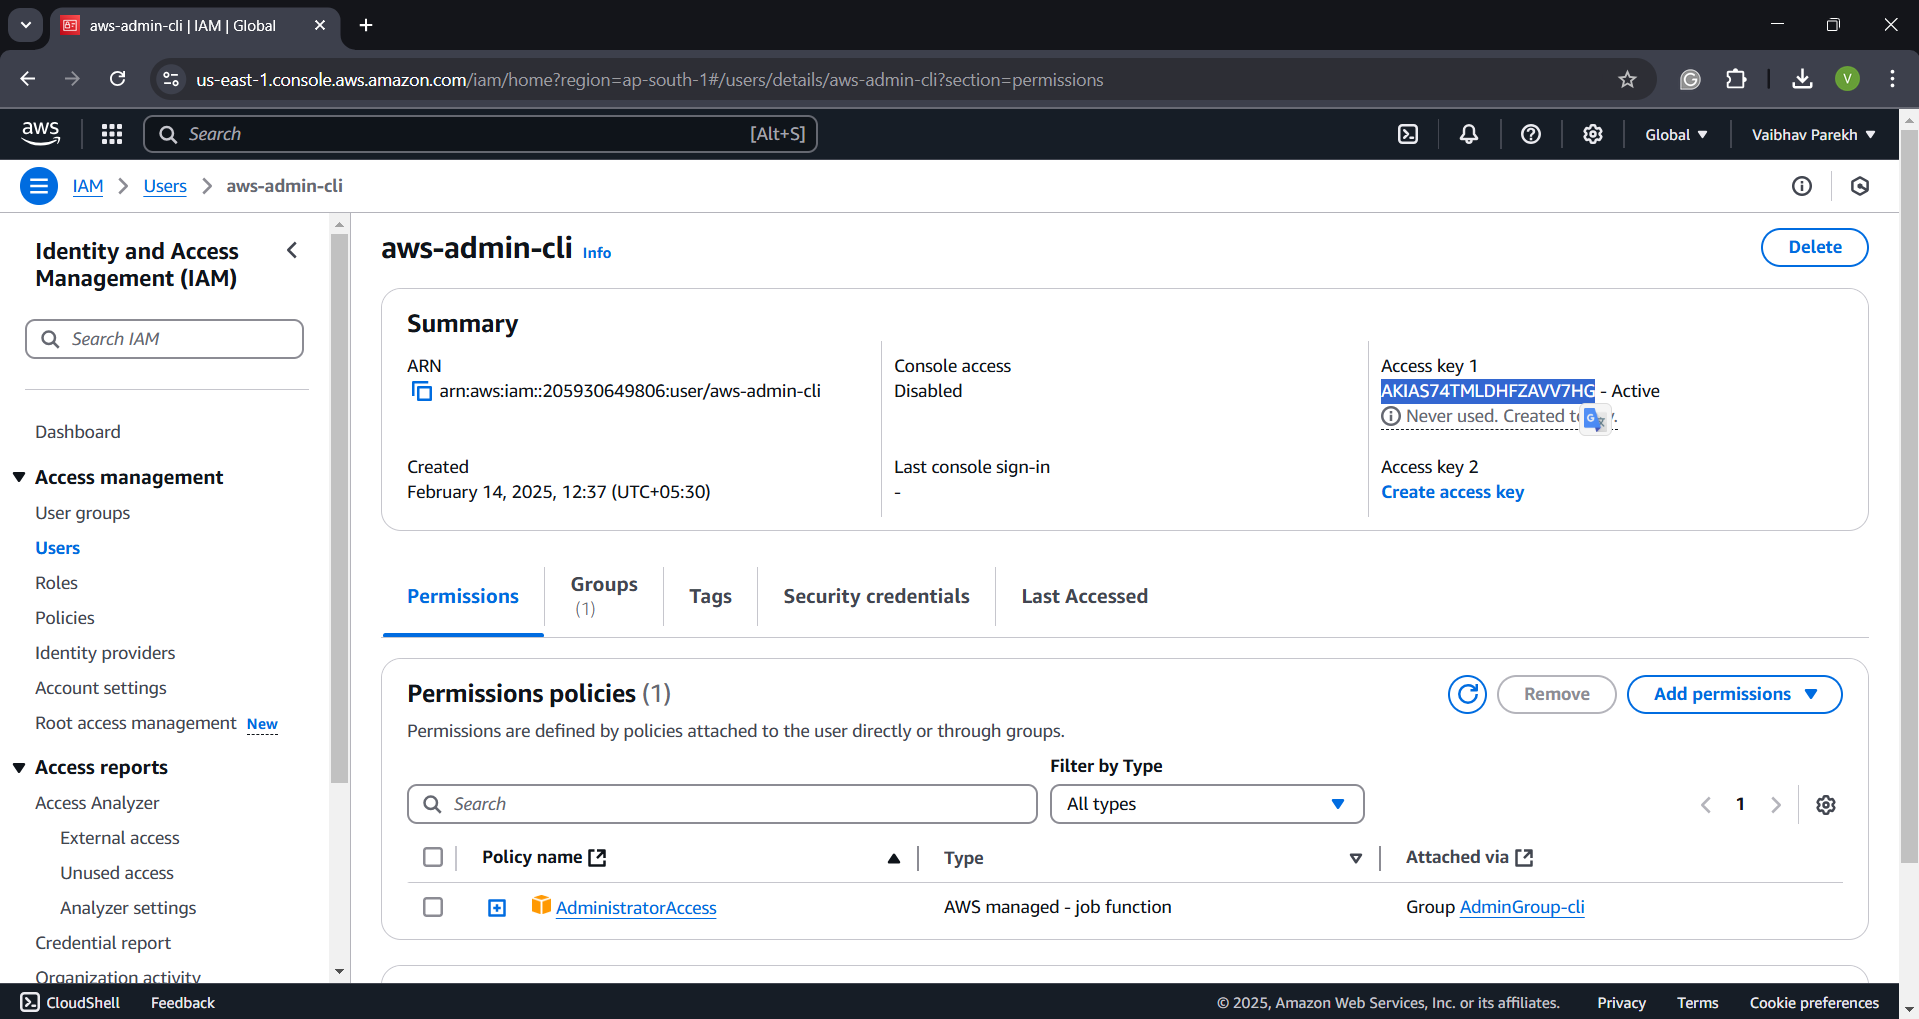 aws-admin-cli | IAM | Global
us-east-1.console.aws.amazon.com/iam/home?region=ap-south-1#/users/details/aws-admin-cli?section=permissions
V
aws
Search [Alt+S]
Global
Vaibhav Parekh
IAM > Users > aws-admin-cli
Identity and Access
Management (IAM)
Search IAM
Dashboard
Access management
User groups
Users
Roles
Policies
Identity providers
Account settings
Root access management New
Access reports
Access Analyzer
External access
Unused access
Analyzer settings
Credential report
Organization activity
aws-admin-cli Info
Delete
Summary
ARN
arn:aws:iam::205930649806:user/aws-admin-cli
Created
February 14, 2025, 12:37 (UTC+05:30)
Console access
Disabled
Last console sign-in
-
Access key 1
AKIAS74TMLDHFZAVV7HG - Active
Never used. Created
Access key 2
Create access key
Permissions
Groups
(1)
Tags
Security credentials
Last Accessed
Permissions policies (1)
Remove
Add permissions
Permissions are defined by policies attached to the user directly or through groups.
Filter by Type
Search
All types
1
Policy name
Type
Attached via
AdministratorAccess
AWS managed - job function
Group AdminGroup-cli
CloudShell
Feedback
© 2025, Amazon Web Services, Inc. or its affiliates.
Privacy
Terms
Cookie preferences